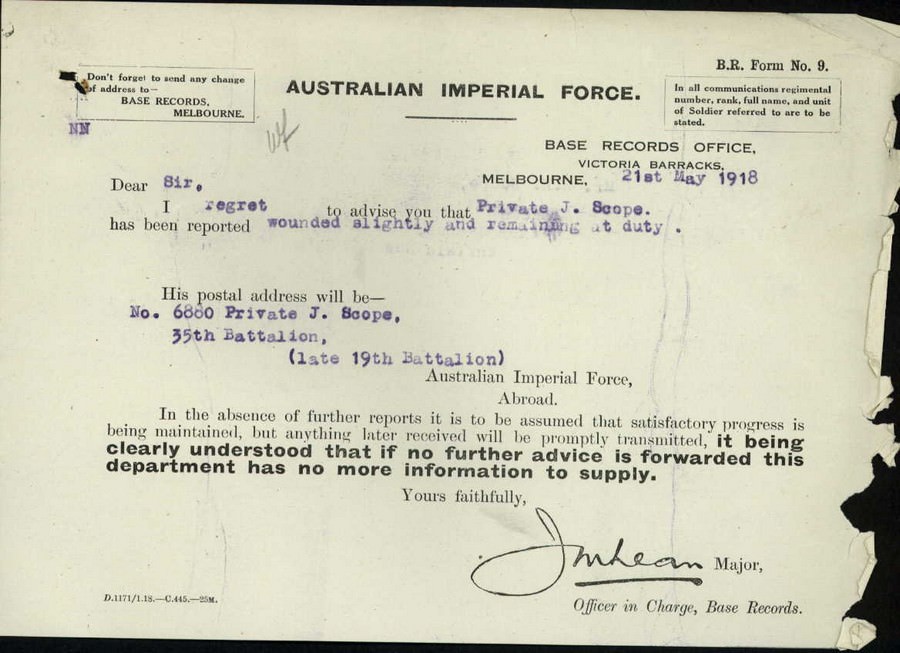 B.R. Form No. 9.
Don't forget to send any change
of address to—
BASE RECORDS,
MELBOURNE.
AUSTRALIAN IMPERIAL FORCE.
In all communications regimental
number, rank, full name, and unit
of Soldier referred to are to be
stated.
NN
BASE RECORDS OFFICE,
VICTORIA BARRACKS,
MELBOURNE, 21st May 1918
Dear Sir,
I regret to advise you that Private J. Scope.
has been reported wounded slightly and remaining at duty .
His postal address will be—
No. 6880 Private J. Scope,
35th Battalion,
(late 19th Battalion)
Australian Imperial Force,
Abroad.
In the absence of further reports it is to be assumed that satisfactory progress is
being maintained, but anything later received will be promptly transmitted, it being
clearly understood that if no further advice is forwarded this
department has no more information to supply.
Yours faithfully,
JMLean Major,
Officer in Charge, Base Records.
D.1171/1.18.—C.445.—25M.